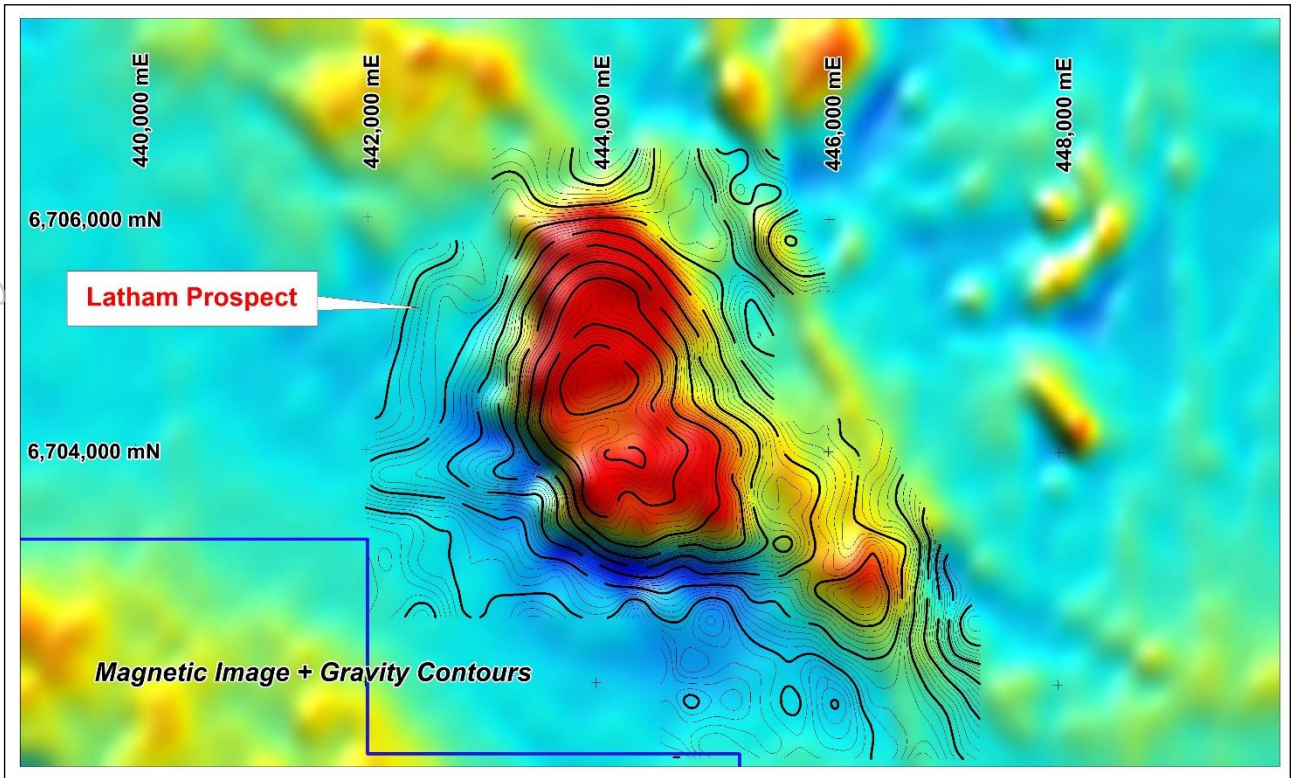 440,000 mE
442,000 mE
444,000 mE
446,000 mE
448,000 mE
6,706,000 mN
Latham Prospect
6,704,000 mN
Magnetic Image + Gravity Contours